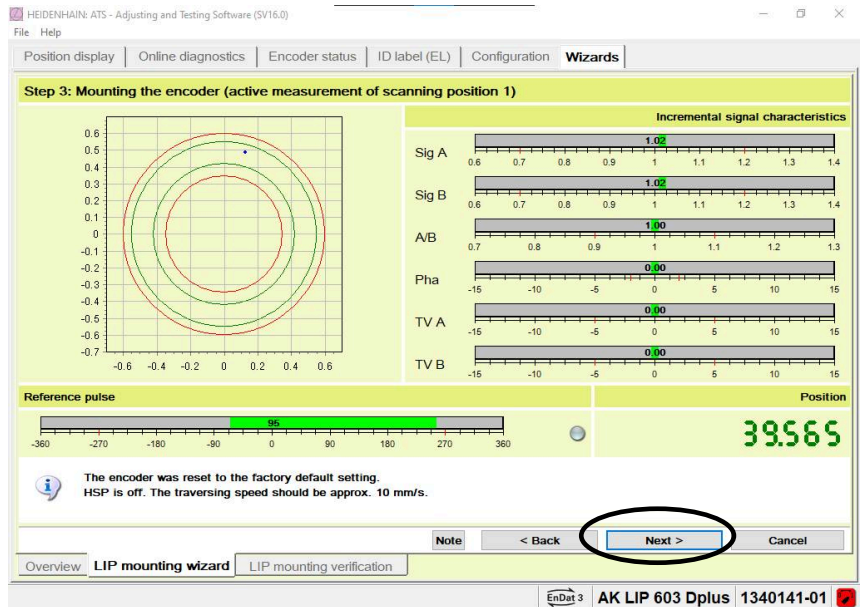 HEIDENHAIN: ATS - Adjusting and Testing Software (SV16.0)
File Help
Position display Online diagnostics Encoder status ID label (EL) Configuration Wizards
Step 3: Mounting the encoder (active measurement of scanning position 1)
Incremental signal characteristics
0.6
0.5
0.4
0.3
0.2
0.1
0
-0.1
-0.2
-0.3
-0.4
-0.5
-0.6
-0.7
-0.6 -0.4 -0.2 0 0.2 0.4 0.6
Sig A
1.02
0.6 0.7 0.8 0.9 1 1.1 1.2 1.3 1.4
Sig B
1.02
0.6 0.7 0.8 0.9 1 1.1 1.2 1.3 1.4
A/B
1.00
0.7 0.8 0.9 1 1.1 1.2 1.3
Pha
0.00
-15 -10 -5 0 5 10 15
TV A
0.00
-15 -10 -5 0 5 10 15
TV B
0.00
-15 -10 -5 0 5 10 15
Reference pulse
Position
95
-360 -270 -180 -90 0 90 180 270 360
39.565
The encoder was reset to the factory default setting.
HSP is off. The traversing speed should be approx. 10 mm/s.
Note < Back Next > Cancel
Overview LIP mounting wizard LIP mounting verification
EnDat 3 AK LIP 603 Dplus 1340141-01